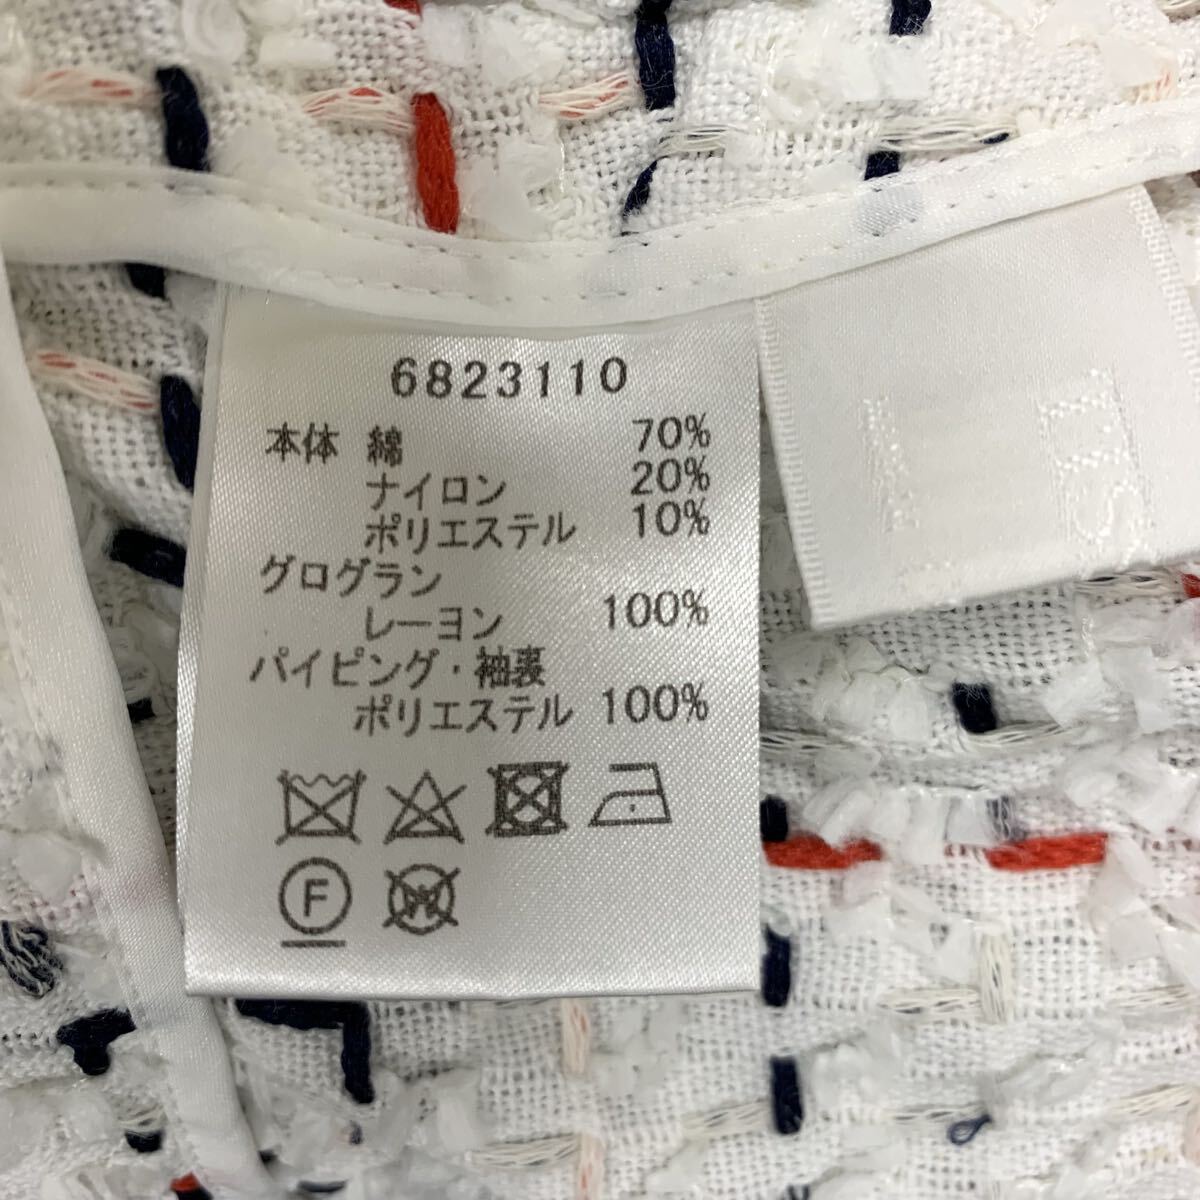 6823110
本体 綿 70%
ナイロン 20%
ポリエステル 10%
グログラン
レーヨン 100%
パイピング・袖裏
ポリエステル 100%
F
W